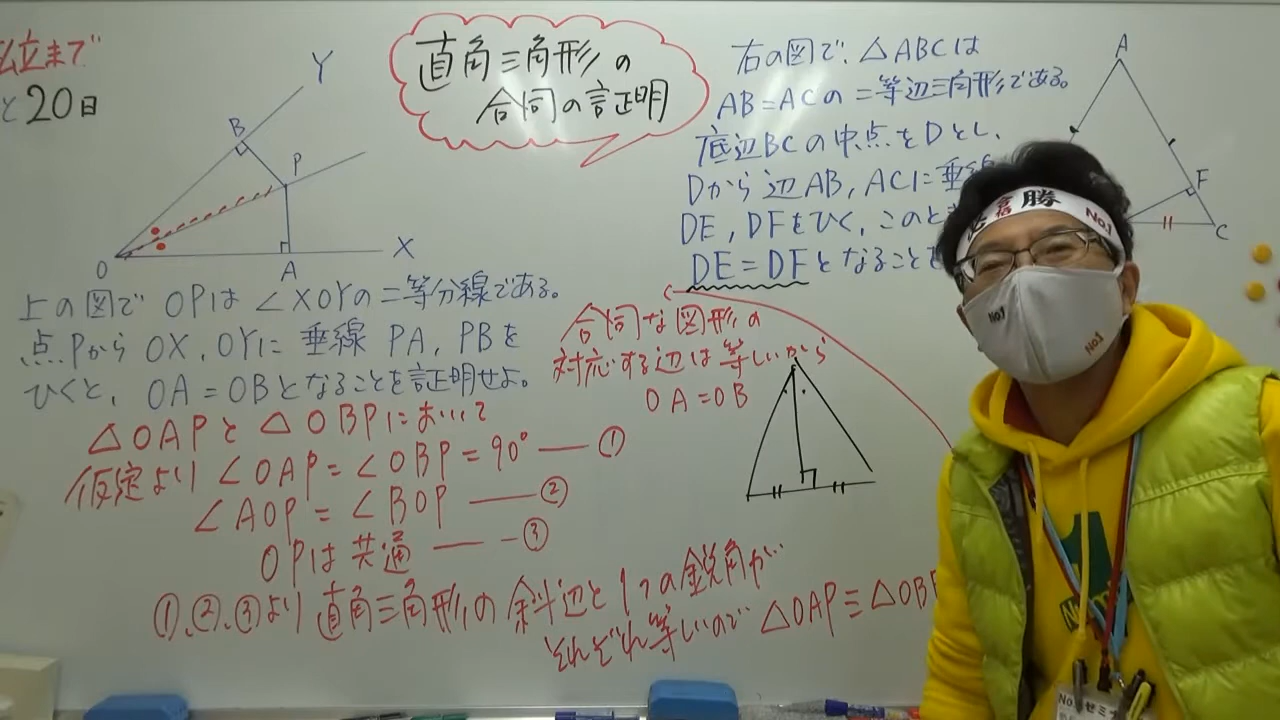 私立まで
と20日
直角三角形の
合同の証明
Y
B
P
O
A
X
上の図で OPは ∠XOYの二等分線である。
点Pから OX, OYに 垂線 PA, PBを
ひくと、OA=OBとなることを証明せよ。
△OAPと △OBPにおいて
仮定より ∠OAP=∠OBP=90° ①
∠AOP=∠BOP ②
OPは共通 ③
①,②,③より 直角三角形の 斜辺と1つの鋭角が
それぞれ等しいので △OAP≡△OBP
合同な図形の
対応する辺は等しいから
OA=OB
右の図で、△ABCは
AB=ACの二等辺三角形である。
底辺BCの中点をDとし、
Dから辺AB, ACに垂線
DE, DFをひく、このと
DE=DFとなることを
A
F
C
勝
No.1
No.1
No.1
No.1ゼミナ